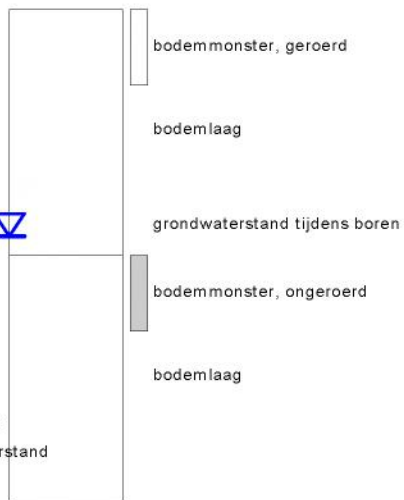 bodemmonster, geroerd
bodemlaag
grondwaterstand tijdens boren
bodemmonster, ongeroerd
bodemlaag
rstand